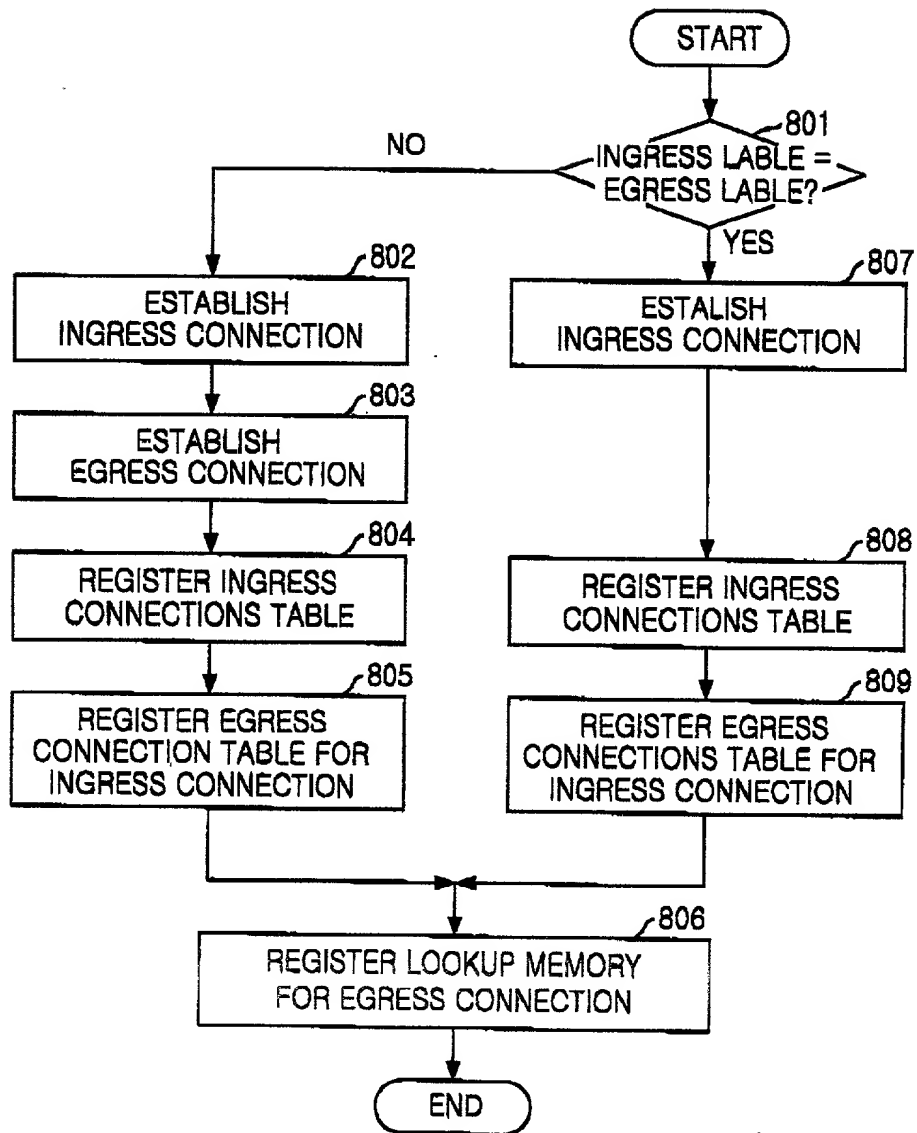 START
801
INGRESS LABLE =
EGRESS LABLE?
NO
YES
802
ESTABLISH
INGRESS CONNECTION
803
ESTABLISH
EGRESS CONNECTION
804
REGISTER INGRESS
CONNECTIONS TABLE
805
REGISTER EGRESS
CONNECTION TABLE FOR
INGRESS CONNECTION
807
ESTALISH
INGRESS CONNECTION
808
REGISTER INGRESS
CONNECTIONS TABLE
809
REGISTER EGRESS
CONNECTIONS TABLE FOR
INGRESS CONNECTION
806
REGISTER LOOKUP MEMORY
FOR EGRESS CONNECTION
END